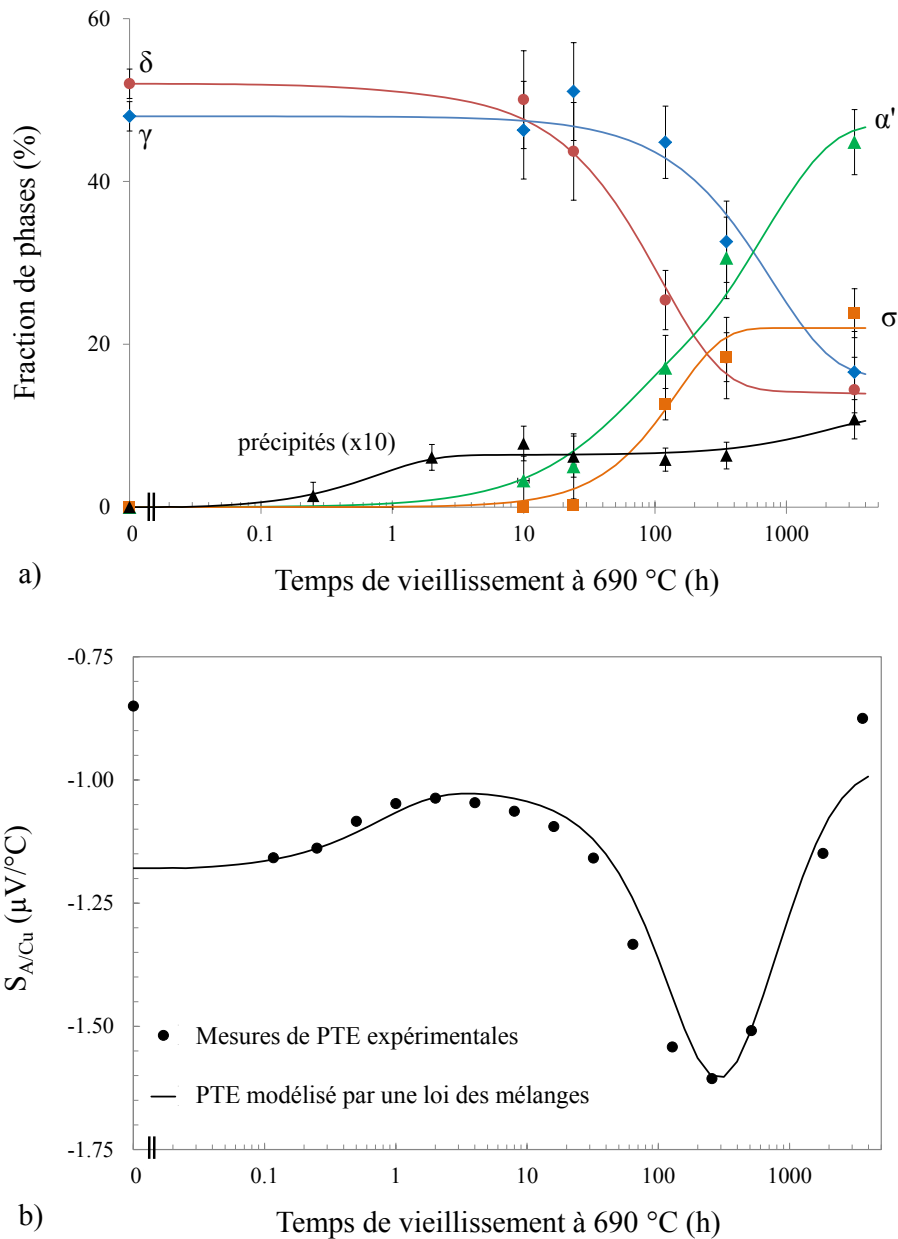 60
40
20
0
Fraction de phases (%)
δ
γ
α'
σ
précipités (x10)
0 0.1 1 10 100 1000
a)
Temps de vieillissement à 690 °C (h)
-0.75
-1.00
-1.25
-1.50
-1.75
S_A/Cu (µV/°C)
Mesures de PTE expérimentales
PTE modélisé par une loi des mélanges
0 0.1 1 10 100 1000
b)
Temps de vieillissement à 690 °C (h)